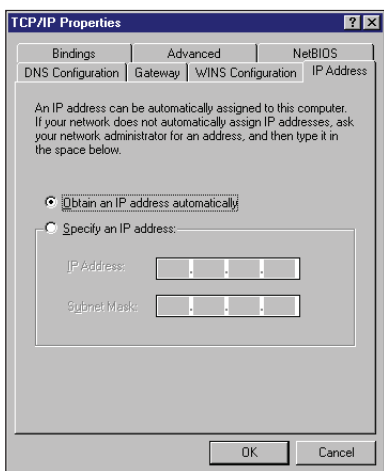 TCP/IP Properties
Bindings Advanced NetBIOS
DNS Configuration Gateway WINS Configuration IP Address
An IP address can be automatically assigned to this computer.
If your network does not automatically assign IP addresses, ask
your network administrator for an address, and then type it in
the space below.
Obtain an IP address automatically
Specify an IP address:
IP Address:
Subnet Mask:
OK Cancel